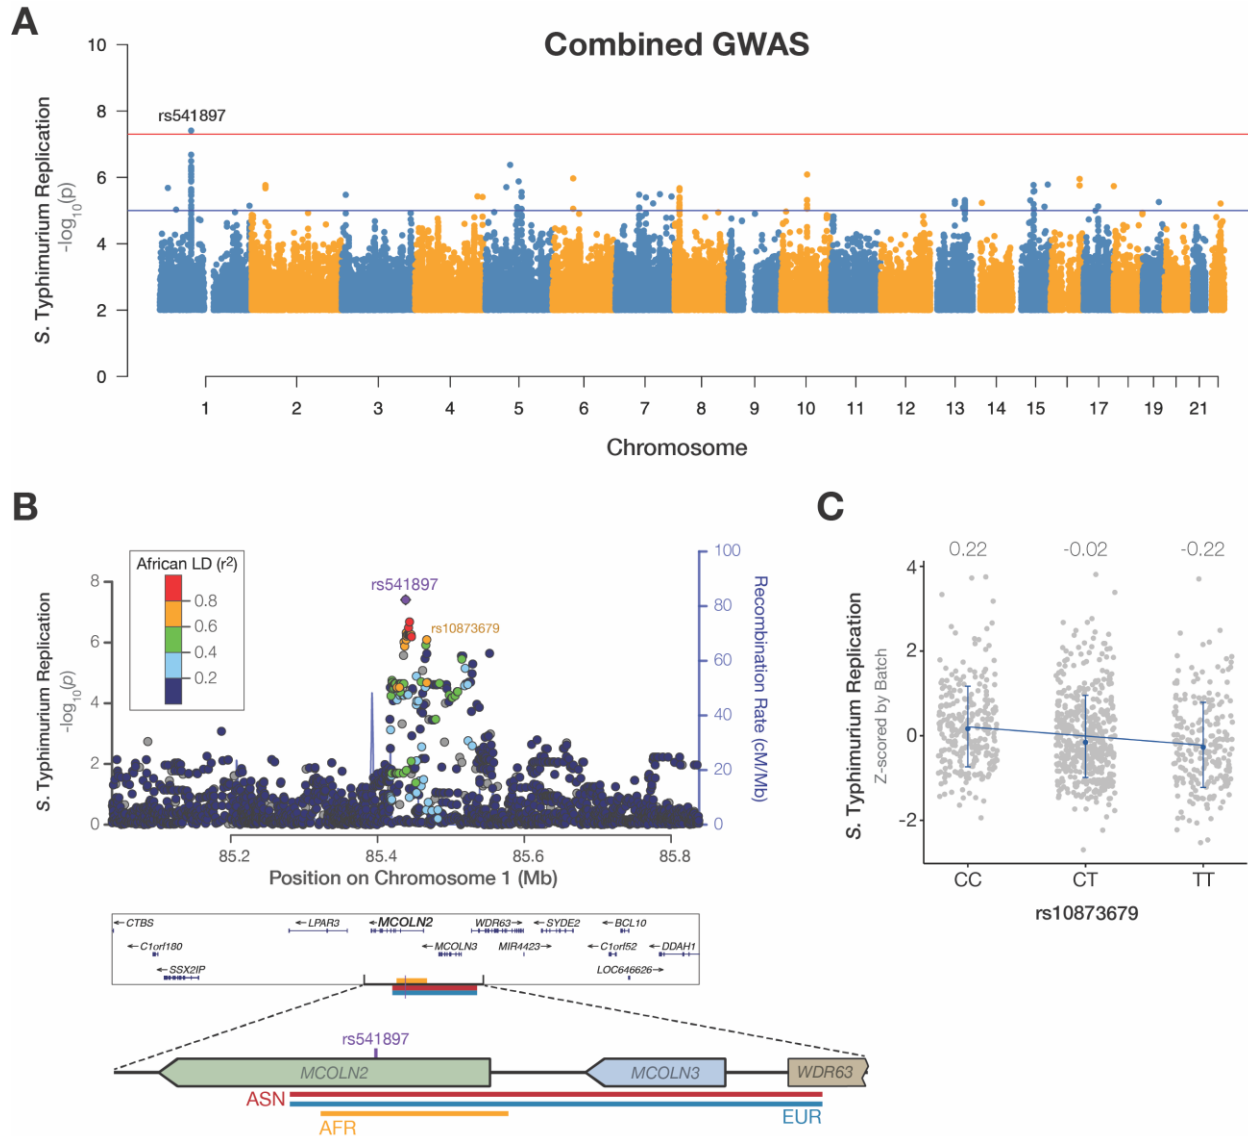 A
Combined GWAS
S. Typhimurium Replication
-log10(p)
10
8
6
4
2
0
rs541897
1 2 3 4 5 6 7 8 9 10 11 12 13 14 15 17 19 21
Chromosome
B
African LD (r2)
0.8
0.6
0.4
0.2
rs541897
rs10873679
S. Typhimurium Replication
-log10(p)
8
6
4
2
0
100
80
60
40
20
0
Recombination Rate (cM/Mb)
85.2 85.4 85.6 85.8
Position on Chromosome 1 (Mb)
←CTBS ←LPAR3 ←MCOLN2 WDR63→ ←SYDE2 ←BCL10
←C1orf180 ←MCOLN3 MIR4423→ ←C1orf52 ←DDAH1
←SSX2IP LOC646626→
rs541897
MCOLN2 MCOLN3 WDR63
ASN
EUR
AFR
C
0.22 -0.02 -0.22
S. Typhimurium Replication
Z-scored by Batch
4
2
0
-2
CC CT TT
rs10873679